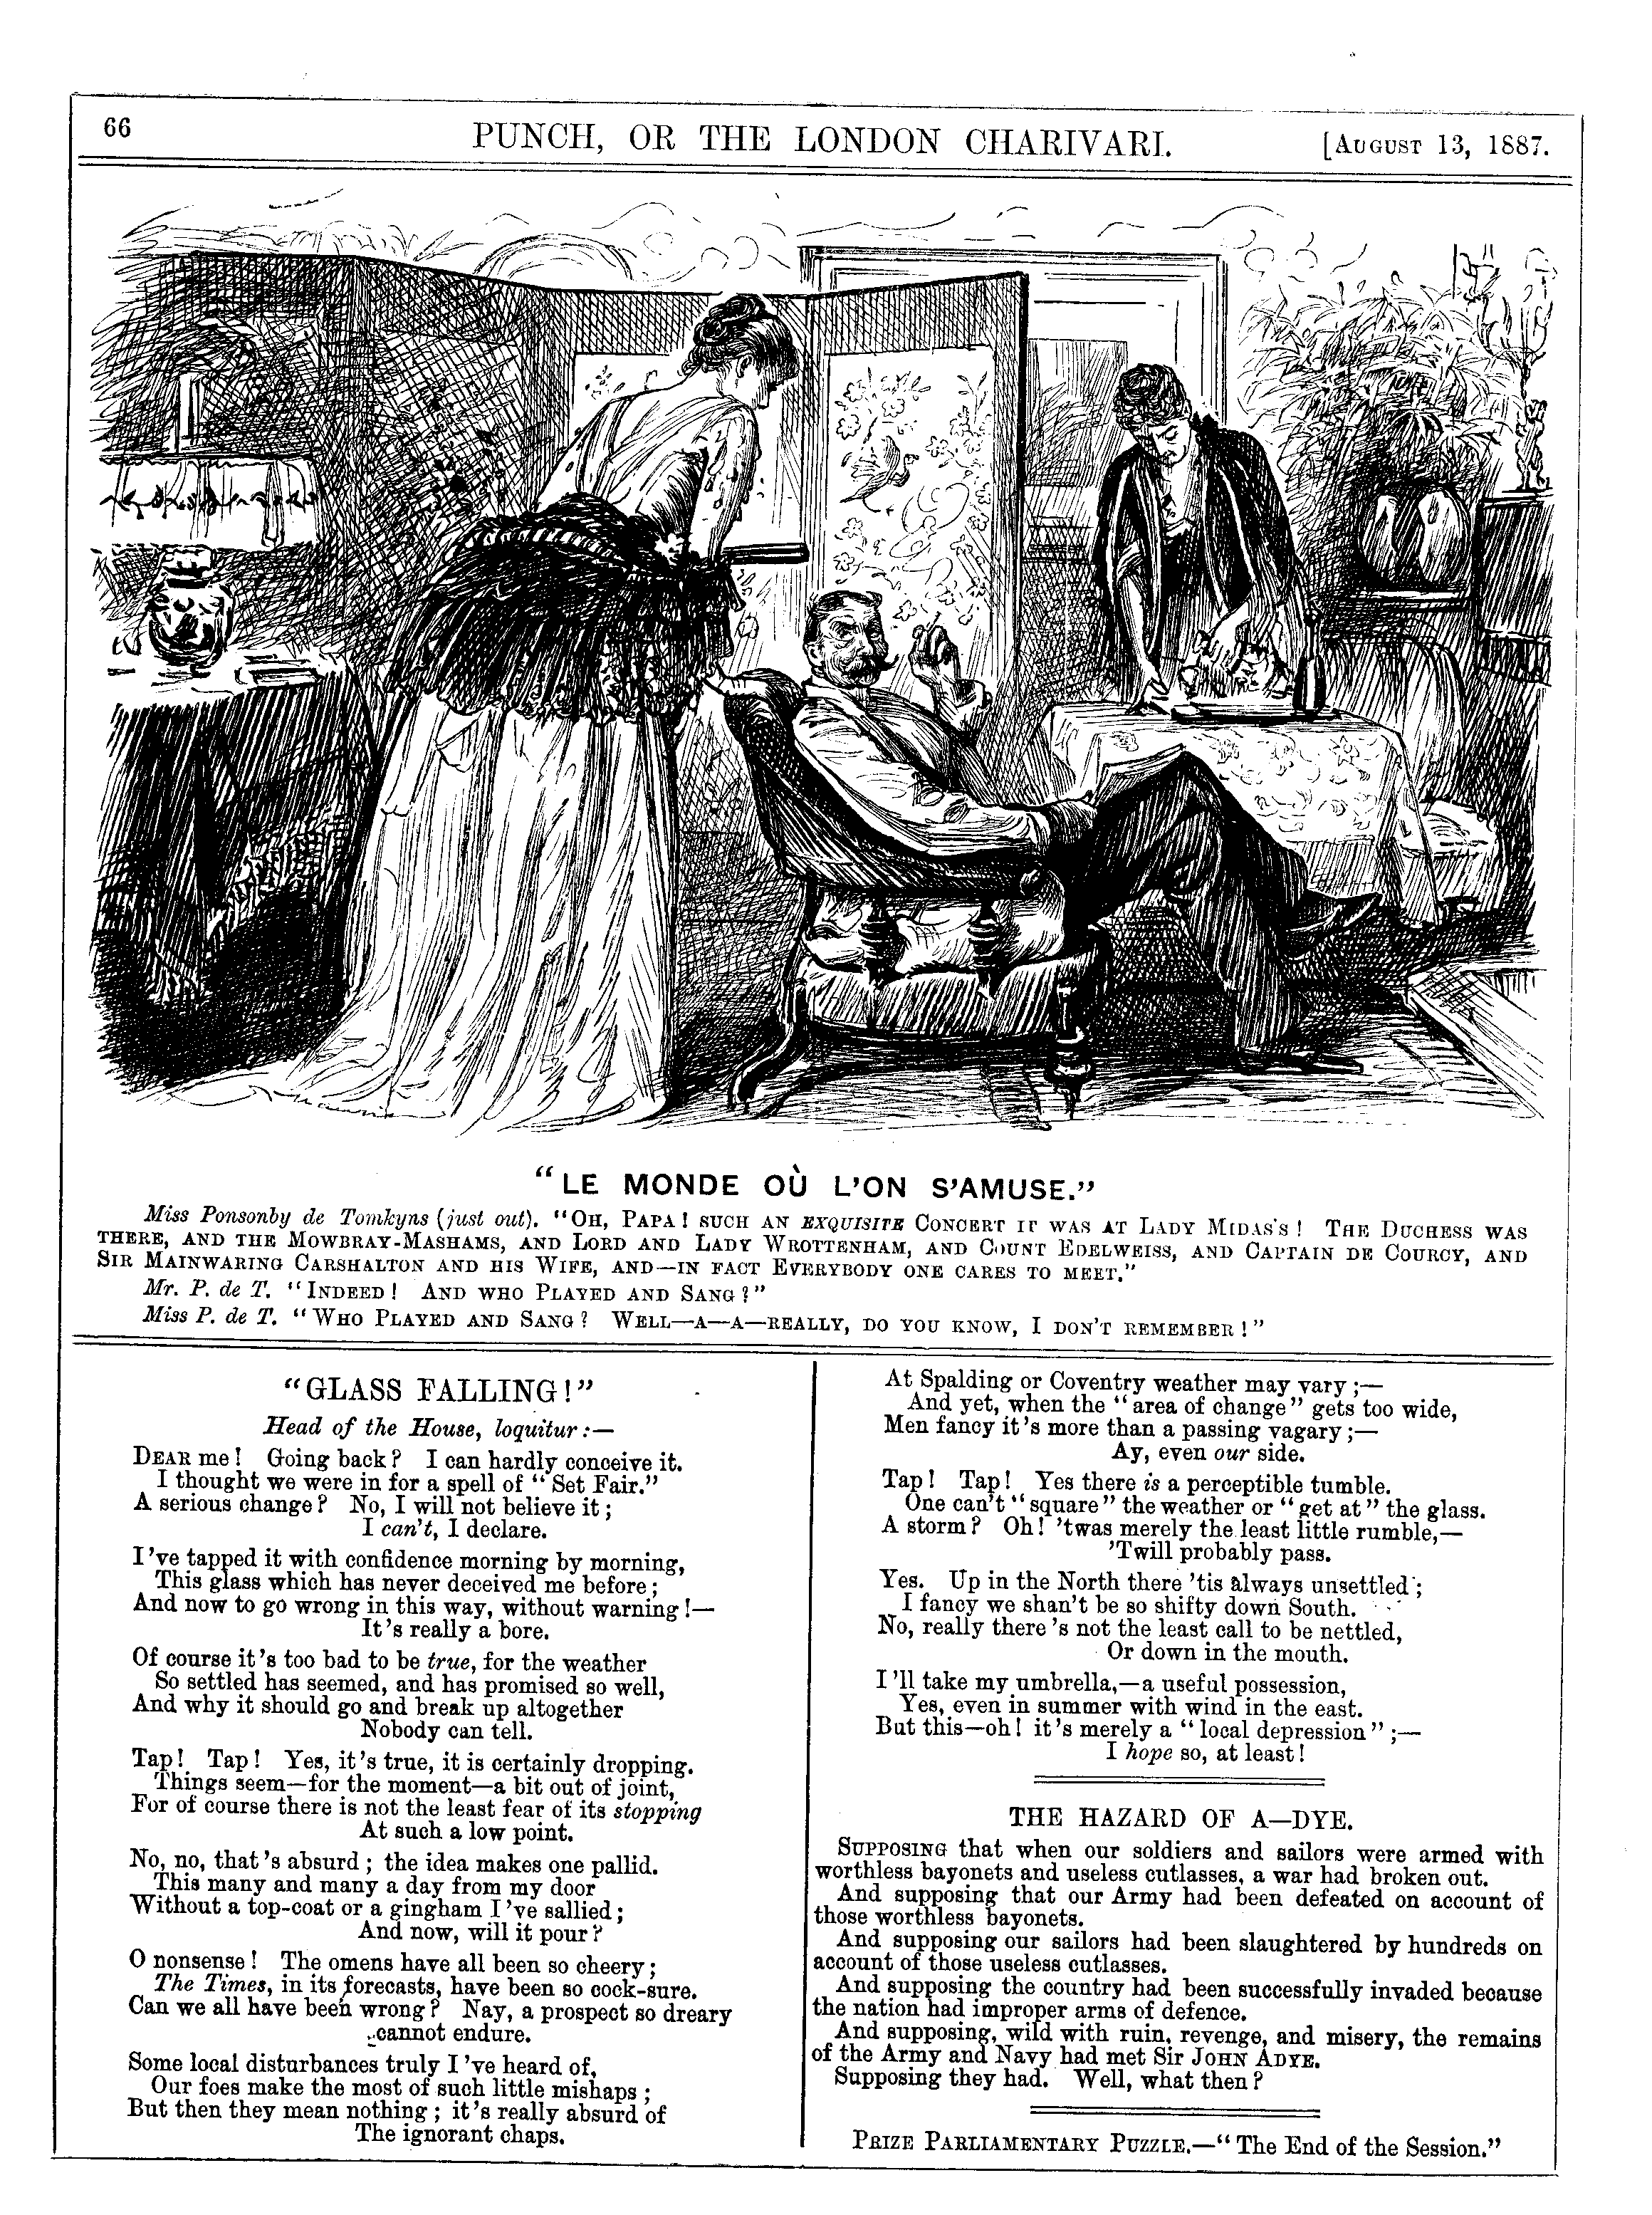 66
PUNCH, OR THE LONDON CHARIVARI.
[AUGUST 13, 1887.
"LE MONDE OÙ L'ON S'AMUSE."
Miss Ponsonby de Tomkyns (just out). "OH, PAPA! SUCH AN EXQUISITE CONCERT IT WAS AT LADY MIDAS'S! THE DUCHESS WAS
THERE, AND THE MOWBRAY-MASHAMS, AND LORD AND LADY WROTTENHAM, AND COUNT EDELWEISS, AND CAPTAIN DE COURCY, AND
SIR MAINWARING CARSHALTON AND HIS WIFE, AND—IN FACT EVERYBODY ONE CARES TO MEET."
Mr. P. de T. "INDEED! AND WHO PLAYED AND SANG?"
Miss P. de T. "WHO PLAYED AND SANG? WELL—A—A—REALLY, DO YOU KNOW, I DON'T REMEMBER!"
"GLASS FALLING!"
Head of the House, loquitur:—
DEAR me! Going back? I can hardly conceive it.
I thought we were in for a spell of "Set Fair."
A serious change? No, I will not believe it;
I can't, I declare.
I've tapped it with confidence morning by morning,
This glass which has never deceived me before;
And now to go wrong in this way, without warning!—
It's really a bore.
Of course it's too bad to be true, for the weather
So settled has seemed, and has promised so well,
And why it should go and break up altogether
Nobody can tell.
Tap! Tap! Yes, it's true, it is certainly dropping.
Things seem—for the moment—a bit out of joint,
For of course there is not the least fear of its stopping
At such a low point.
No, no, that's absurd; the idea makes one pallid.
This many and many a day from my door
Without a top-coat or a gingham I've sallied;
And now, will it pour?
O nonsense! The omens have all been so cheery;
The Times, in its forecasts, have been so cock-sure.
Can we all have been wrong? Nay, a prospect so dreary
cannot endure.
Some local disturbances truly I've heard of,
Our foes make the most of such little mishaps;
But then they mean nothing; it's really absurd of
The ignorant chaps.
At Spalding or Coventry weather may vary;—
And yet, when the "area of change" gets too wide,
Men fancy it's more than a passing vagary;—
Ay, even our side.
Tap! Tap! Yes there is a perceptible tumble.
One can't "square" the weather or "get at" the glass.
A storm? Oh! 'twas merely the least little rumble,—
'Twill probably pass.
Yes. Up in the North there 'tis always unsettled;
I fancy we shan't be so shifty down South.
No, really there's not the least call to be nettled,
Or down in the mouth.
I'll take my umbrella,—a useful possession,
Yes, even in summer with wind in the east.
But this—oh! it's merely a "local depression";—
I hope so, at least!
THE HAZARD OF A—DYE.
SUPPOSING that when our soldiers and sailors were armed with
worthless bayonets and useless cutlasses, a war had broken out.
And supposing that our Army had been defeated on account of
those worthless bayonets.
And supposing our sailors had been slaughtered by hundreds on
account of those useless cutlasses.
And supposing the country had been successfully invaded because
the nation had improper arms of defence.
And supposing, wild with ruin, revenge, and misery, the remains
of the Army and Navy had met Sir JOHN ADYE.
Supposing they had. Well, what then?
PRIZE PARLIAMENTARY PUZZLE.—"The End of the Session."